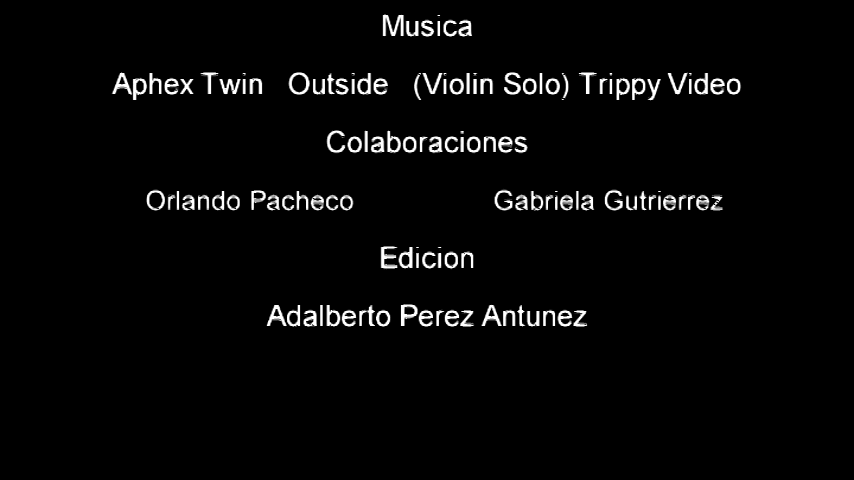 Musica
Aphex Twin Outside (Violin Solo) Trippy Video
Colaboraciones
Orlando Pacheco Gabriela Gutrierrez
Edicion
Adalberto Perez Antunez